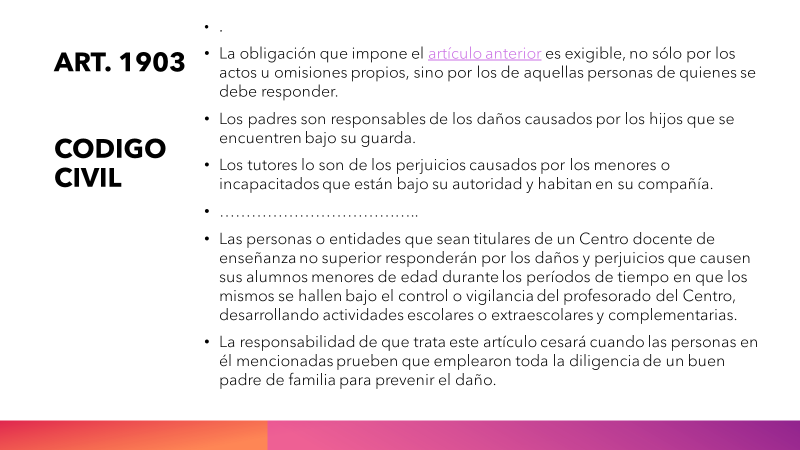 ART. 1903
CODIGO
CIVIL
• .
• La obligación que impone el artículo anterior es exigible, no sólo por los
actos u omisiones propios, sino por los de aquellas personas de quienes se
debe responder.
• Los padres son responsables de los daños causados por los hijos que se
encuentren bajo su guarda.
• Los tutores lo son de los perjuicios causados por los menores o
incapacitados que están bajo su autoridad y habitan en su compañía.
• ………………………………..
• Las personas o entidades que sean titulares de un Centro docente de
enseñanza no superior responderán por los daños y perjuicios que causen
sus alumnos menores de edad durante los períodos de tiempo en que los
mismos se hallen bajo el control o vigilancia del profesorado del Centro,
desarrollando actividades escolares o extraescolares y complementarias.
• La responsabilidad de que trata este artículo cesará cuando las personas en
él mencionadas prueben que emplearon toda la diligencia de un buen
padre de familia para prevenir el daño.